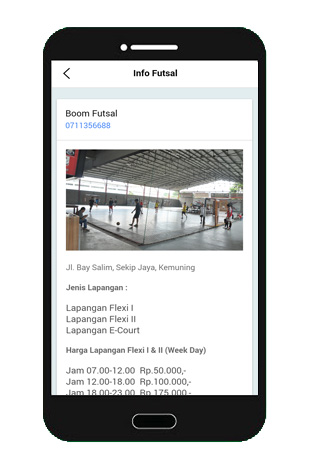 Info Futsal
Boom Futsal
0711356688
Jl. Bay Salim, Sekip Jaya, Kemuning
Jenis Lapangan :
Lapangan Flexi I
Lapangan Flexi II
Lapangan E-Court
Harga Lapangan Flexi I & II (Week Day)
Jam 07.00-12.00 Rp.50.000,-
Jam 12.00-18.00 Rp.100.000,-
Jam 18.00-23.00 Rp.175.000,-